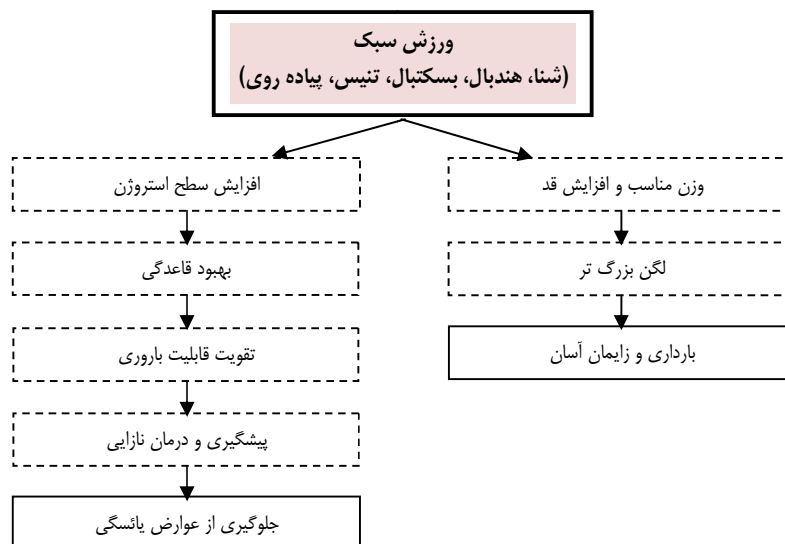 ورزش سبک
(شنا، هندبال، بسکتبال، تنیس، پیاده روی)
وزن مناسب و افزایش قد
لگن بزرگ تر
بارداری و زایمان آسان
افزایش سطح استروژن
بهبود قاعدگی
تقویت قابلیت باروری
پیشگیری و درمان نازایی
جلوگیری از عوارض یائسگی